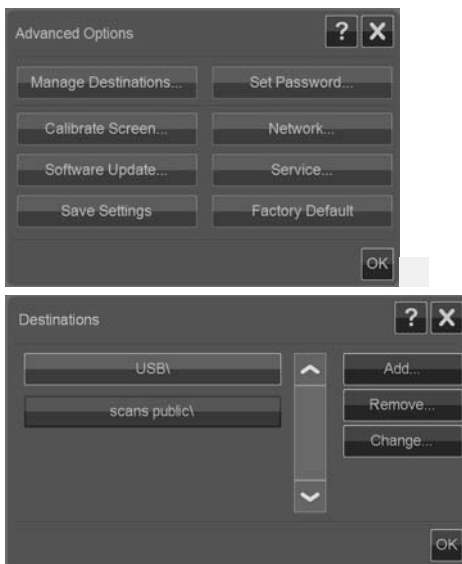 Advanced Options ? X
Manage Destinations... Set Password...
Calibrate Screen... Network...
Software Update... Service...
Save Settings Factory Default
OK
Destinations ? X
USB\ Add...
scans public\ Remove...
Change...
OK